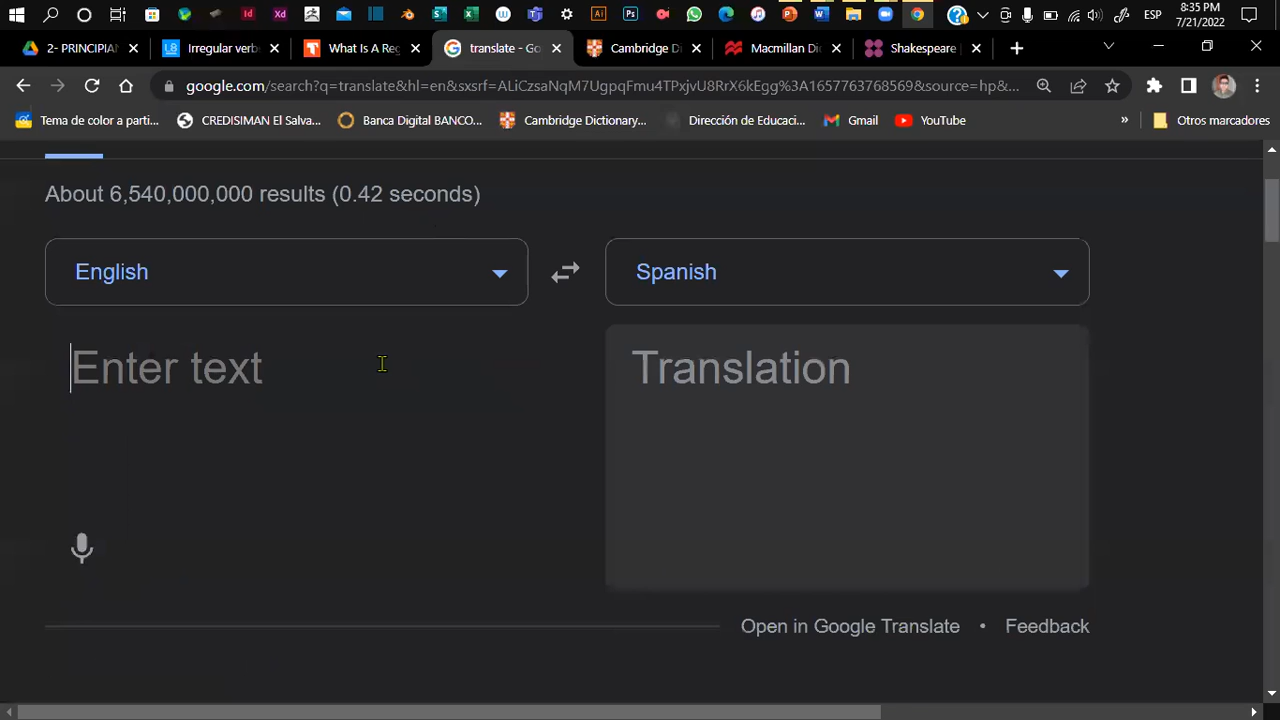 8:35 PM
ESP
7/21/2022
2- PRINCIPIAN
Irregular verb
What Is A Reg
translate - Go
Cambridge Di
Macmillan Dic
Shakespeare
google.com/search?q=translate&hl=en&sxsrf=ALiCzsaNqM7UgpqFmu4TPxjvU8RrX6kEgg%3A1657763768569&source=hp&...
Tema de color a parti...
CREDISIMAN El Salva...
Banca Digital BANCO...
Cambridge Dictionary...
Dirección de Educaci...
Gmail
YouTube
»
Otros marcadores
About 6,540,000,000 results (0.42 seconds)
English
Spanish
Enter text
Translation
Open in Google Translate • Feedback